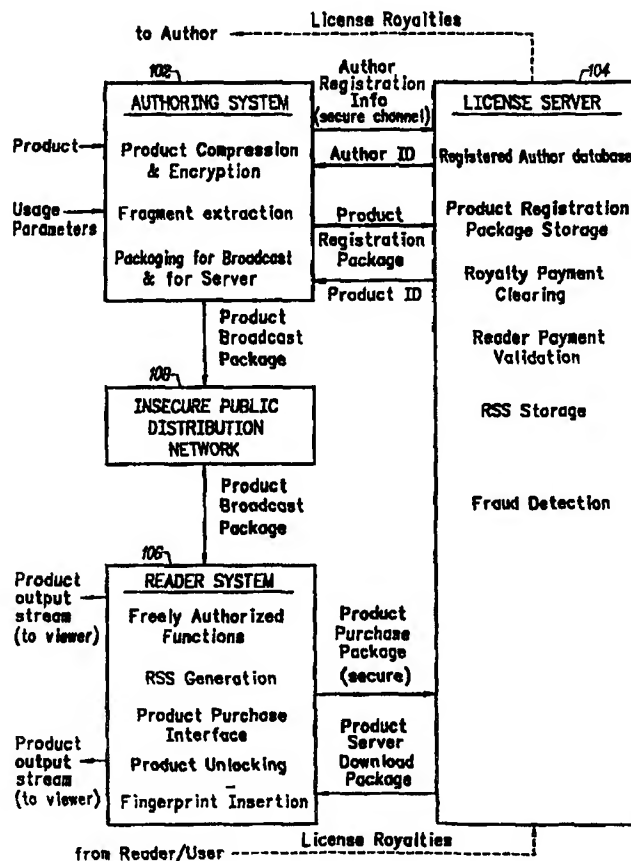 License Royalties
to Author
102
AUTHORING SYSTEM
Product Compression
& Encryption
Fragment extraction
Packaging for Broadcast
& for Server
Product
Usage
Parameters
Author
Registration
Info
(secure channel)
Author ID
Product
Registration
Package
Product ID
104
LICENSE SERVER
Registered Author database
Product Registration
Package Storage
Royalty Payment
Clearing
Reader Payment
Validation
RSS Storage
Fraud Detection
Product
Broadcast
Package
108
INSECURE PUBLIC
DISTRIBUTION
NETWORK
Product
Broadcast
Package
106
READER SYSTEM
Freely Authorized
Functions
RSS Generation
Product Purchase
Interface
Product Unlocking
Fingerprint Insertion
Product
output
stream
(to viewer)
Product
output
stream
(to viewer)
Product
Purchase
Package
(secure)
Product
Server
Download
Package
License Royalties
from Reader/User